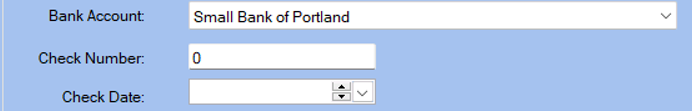 Bank Account: Small Bank of Portland
Check Number: 0
Check Date: